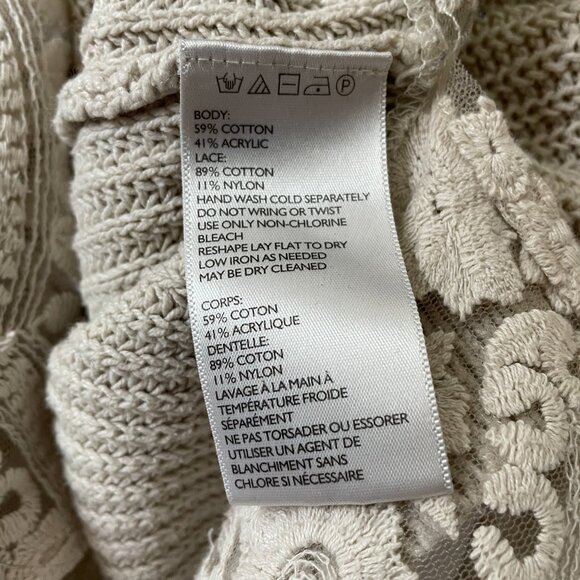 BODY:
59% COTTON
41% ACRYLIC
LACE:
89% COTTON
11% NYLON
HAND WASH COLD SEPARATELY
DO NOT WRING OR TWIST
USE ONLY NON-CHLORINE
BLEACH
RESHAPE LAY FLAT TO DRY
LOW IRON AS NEEDED
MAY BE DRY CLEANED
CORPS:
59% COTON
41% ACRYLIQUE
DENTELLE:
89% COTON
11% NYLON
LAVAGE À LA MAIN À
TEMPÉRATURE FROIDE
SÉPARÉMENT
NE PAS TORSADER OU ESSORER
UTILISER UN AGENT DE
BLANCHIMENT SANS
CHLORE SI NÉCESSAIRE